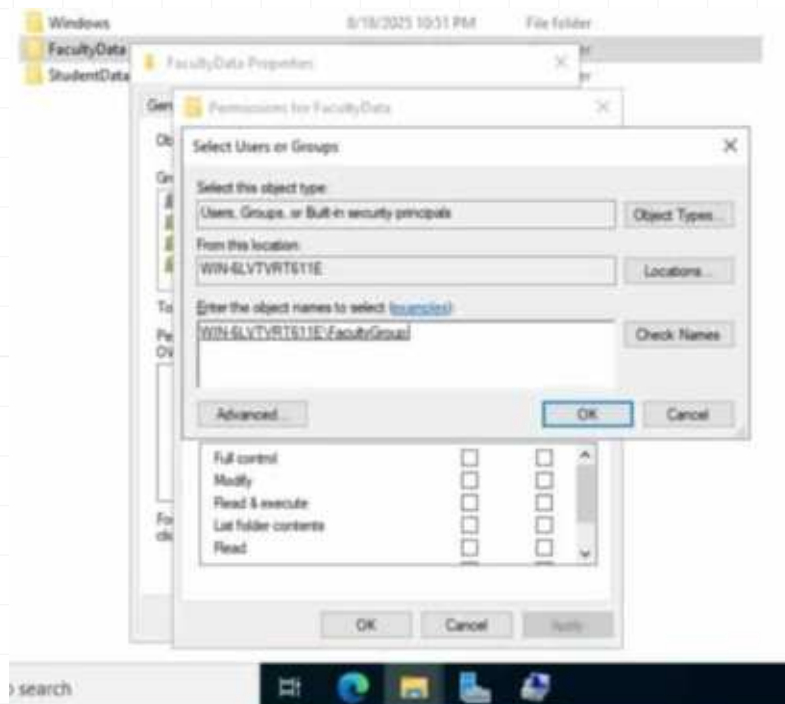 Windows 8/18/2025 10:51 PM File folder
FacultyData
StudentData
FacultyData Properties
Gen
Permissions for FacultyData
Select Users or Groups
Select this object type:
Users, Groups, or Built-in security principals
Object Types...
From this location:
WIN-6LVTVRT611E
Locations...
Enter the object names to select (examples):
WIN-6LVTVRT611E\FacultyGroup
Check Names
Advanced...
OK Cancel
Full control
Modify
Read & execute
List folder contents
Read
OK Cancel Apply
search